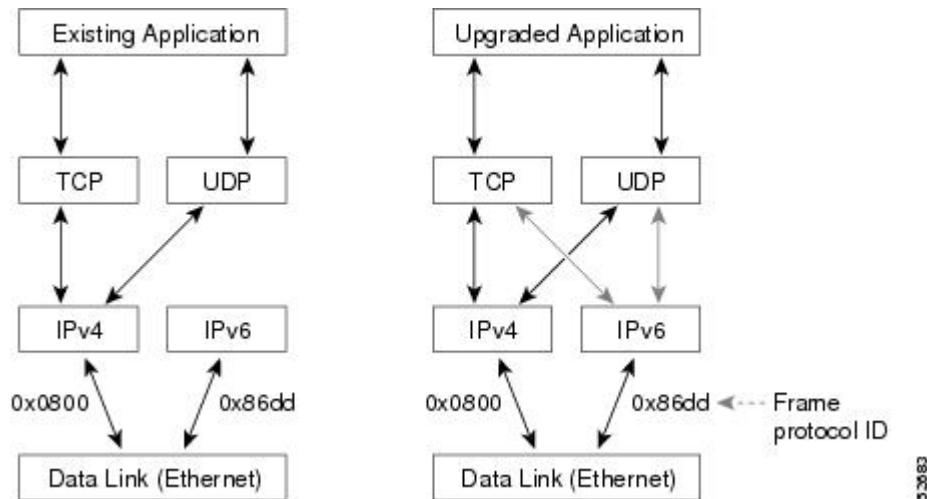 Existing Application
TCP
UDP
IPv4
IPv6
0x0800
0x86dd
Data Link (Ethernet)
Upgraded Application
TCP
UDP
IPv4
IPv6
0x0800
0x86dd
Frame
protocol ID
Data Link (Ethernet)
52683